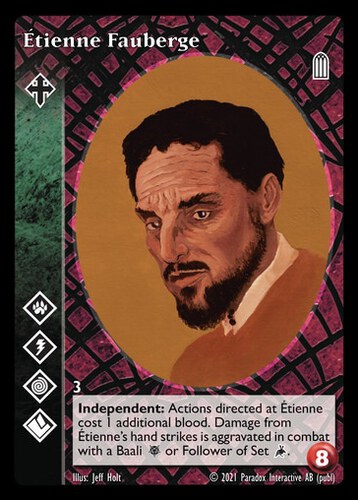 Étienne Fauberge
3
Independent: Actions directed at Étienne
cost 1 additional blood. Damage from
Étienne's hand strikes is aggravated in combat
with a Baali or Follower of Set .
8
Illus: Jeff Holt
© 2021 Paradox Interactive AB (publ)